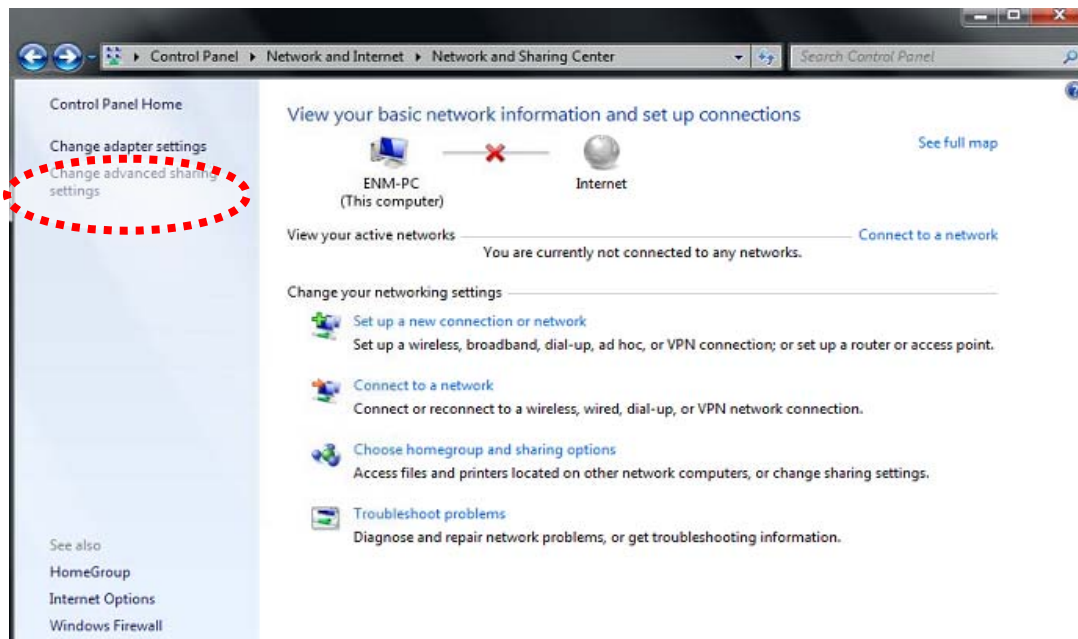 Control Panel Network and Internet Network and Sharing Center
Search Control Panel
Control Panel Home
Change adapter settings
Change advanced sharing
settings
View your basic network information and set up connections
See full map
ENM-PC
(This computer)
Internet
View your active networks
Connect to a network
You are currently not connected to any networks.
Change your networking settings
Set up a new connection or network
Set up a wireless, broadband, dial-up, ad hoc, or VPN connection; or set up a router or access point.
Connect to a network
Connect or reconnect to a wireless, wired, dial-up, or VPN network connection.
Choose homegroup and sharing options
Access files and printers located on other network computers, or change sharing settings.
Troubleshoot problems
Diagnose and repair network problems, or get troubleshooting information.
See also
HomeGroup
Internet Options
Windows Firewall